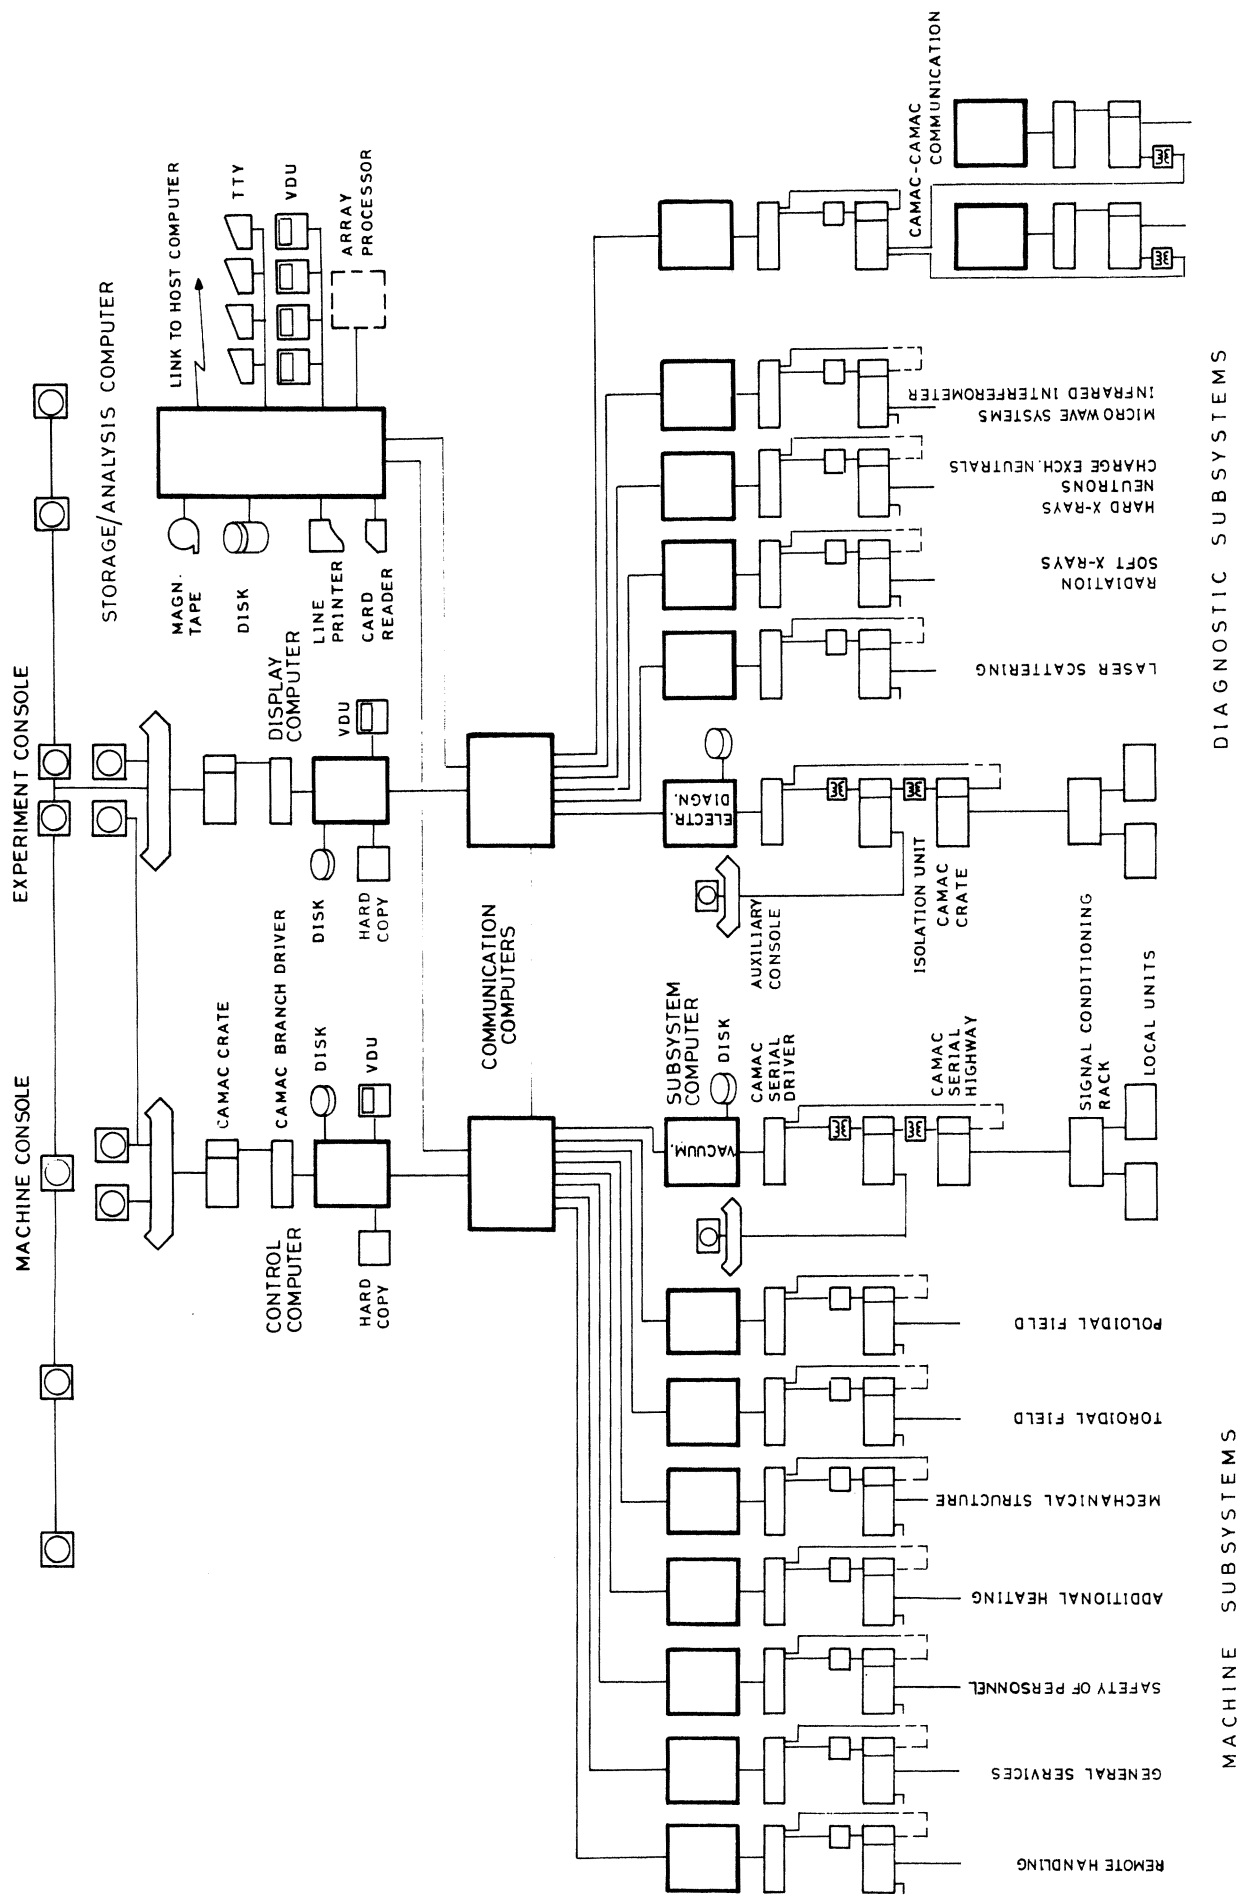 MACHINE CONSOLE
EXPERIMENT CONSOLE
STORAGE/ANALYSIS COMPUTER
LINK TO HOST COMPUTER
TTY
VDU
ARRAY
PROCESSOR
MAGN.
TAPE
DISK
LINE
PRINTER
CARD
READER
CAMAC CRATE
CAMAC BRANCH DRIVER
CONTROL
COMPUTER
DISK
VDU
HARD
COPY
DISPLAY
COMPUTER
DISK
VDU
HARD
COPY
COMMUNICATION
COMPUTERS
SUBSYSTEM
COMPUTER
VACUUM.
DISK
CAMAC
SERIAL
DRIVER
CAMAC
SERIAL
HIGHWAY
SIGNAL CONDITIONING
RACK
LOCAL UNITS
ELECTR.
DIAGN.
AUXILIARY
CONSOLE
ISOLATION UNIT
CAMAC
CRATE
CAMAC-CAMAC
COMMUNICATION
REMOTE HANDLING
GENERAL SERVICES
SAFETY OF PERSONNEL
ADDITIONAL HEATING
MECHANICAL STRUCTURE
TOROIDAL FIELD
POLOIDAL FIELD
LASER SCATTERING
RADIATION
SOFT X-RAYS
HARD X-RAYS
NEUTRONS
CHARGE EXCH. NEUTRALS
MICROWAVE SYSTEMS
INFRARED INTERFEROMETER
MACHINE SUBSYSTEMS
DIAGNOSTIC SUBSYSTEMS